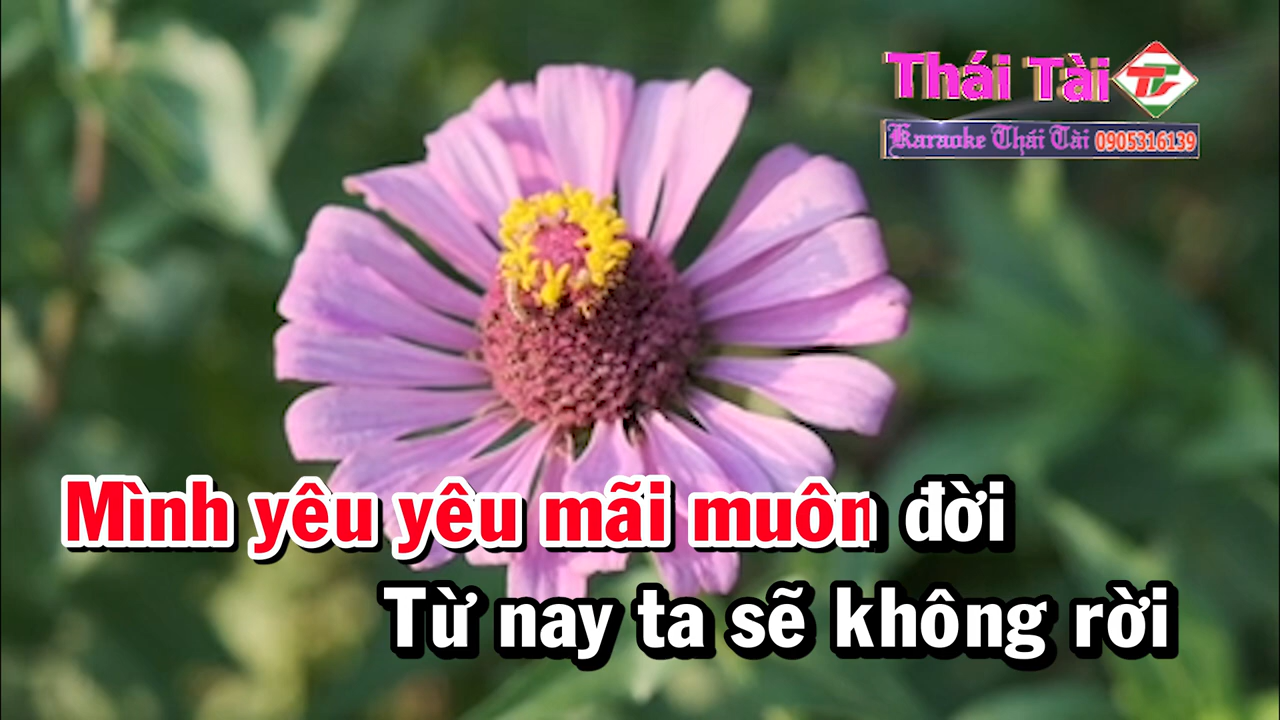 Thái Tài
Karaoke Thái Tài 0905316139
Mình yêu yêu mãi muôn đời
Từ nay ta sẽ không rời